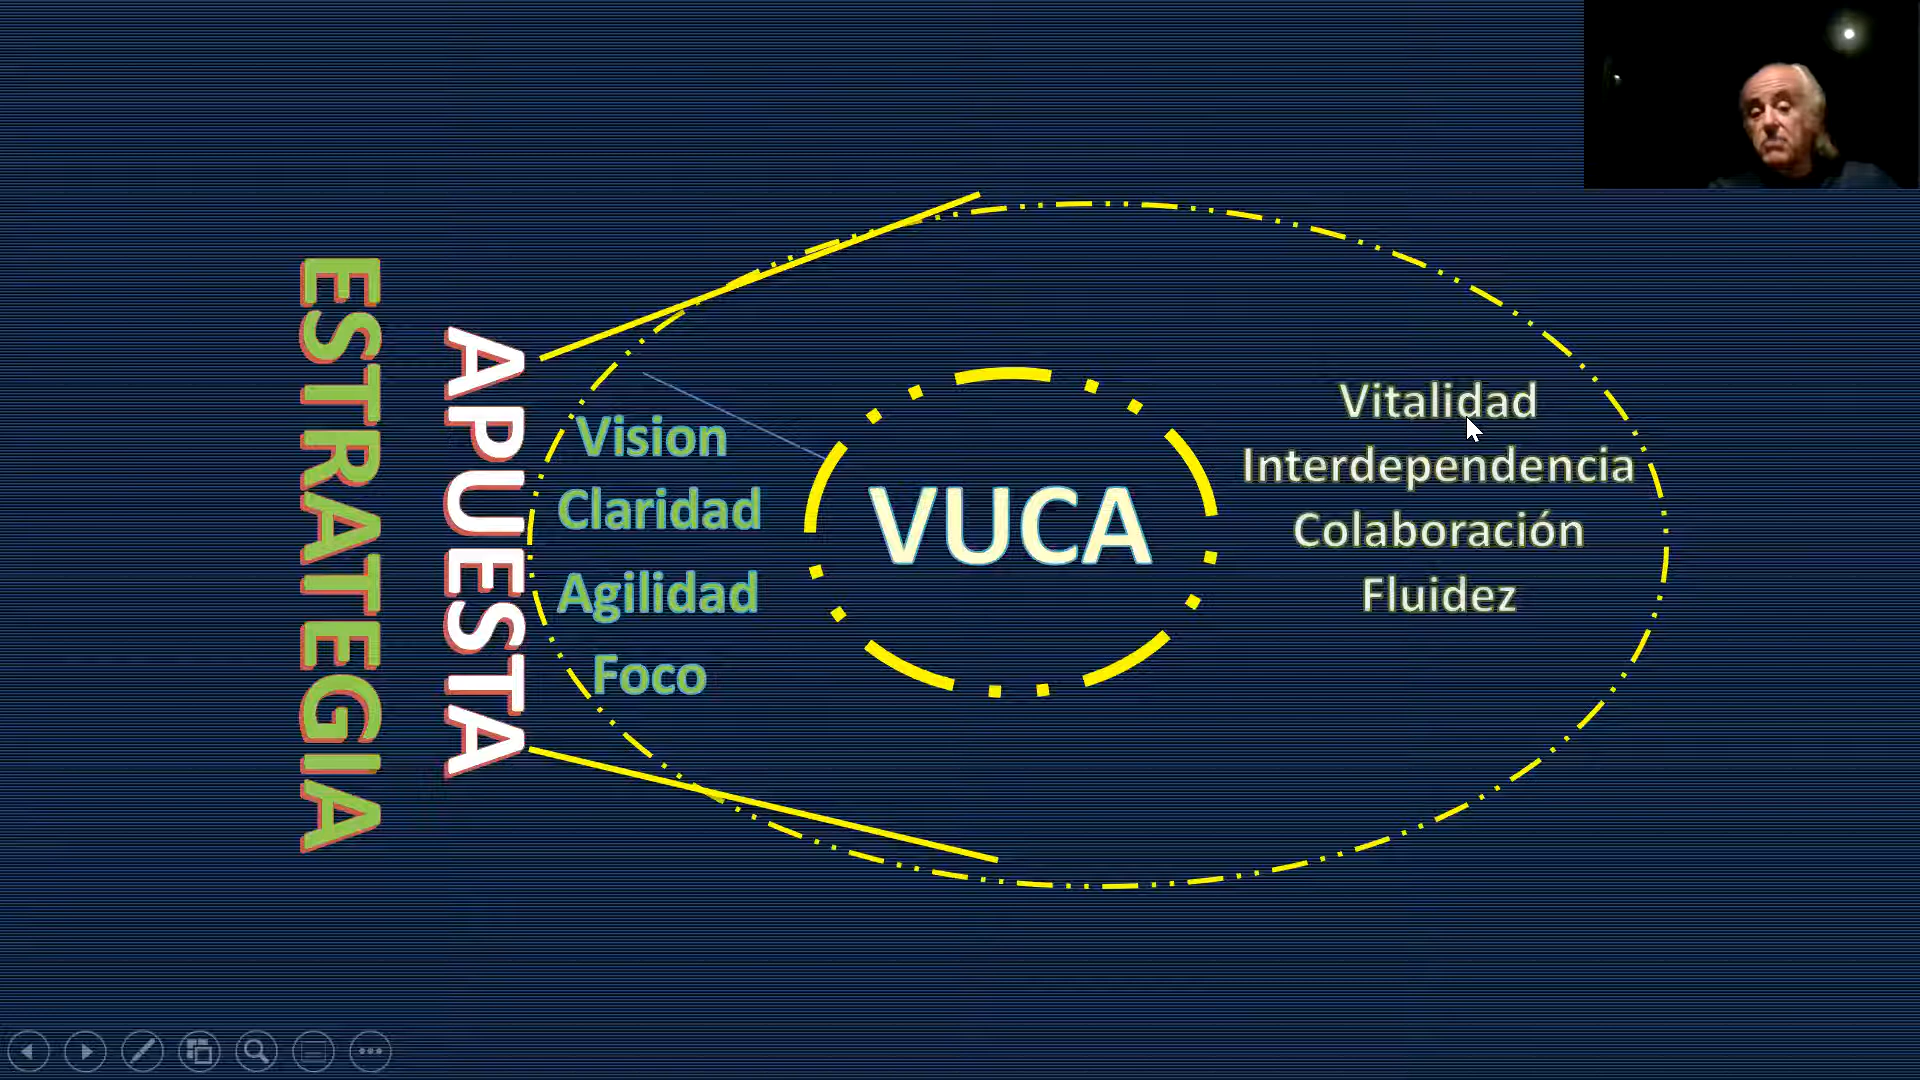 ESTRATEGIA
APUESTA
Vision
Claridad
Agilidad
Foco
VUCA
Vitalidad
Interdependencia
Colaboración
Fluidez